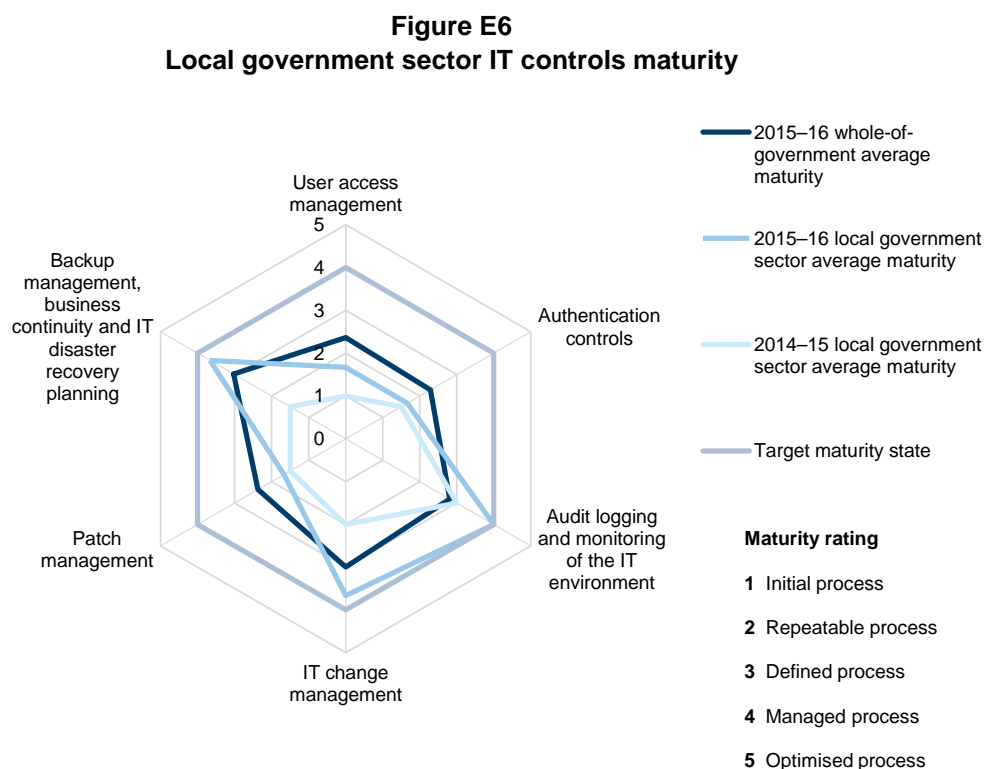 Figure E6
Local government sector IT controls maturity
User access
management
5
4
3
2
1
0
Authentication
controls
Audit logging
and monitoring
of the IT
environment
IT change
management
Patch
management
Backup
management,
business
continuity and IT
disaster
recovery
planning
2015–16 whole-of-
government average
maturity
2015–16 local government
sector average maturity
2014–15 local government
sector average maturity
Target maturity state
Maturity rating
1 Initial process
2 Repeatable process
3 Defined process
4 Managed process
5 Optimised process